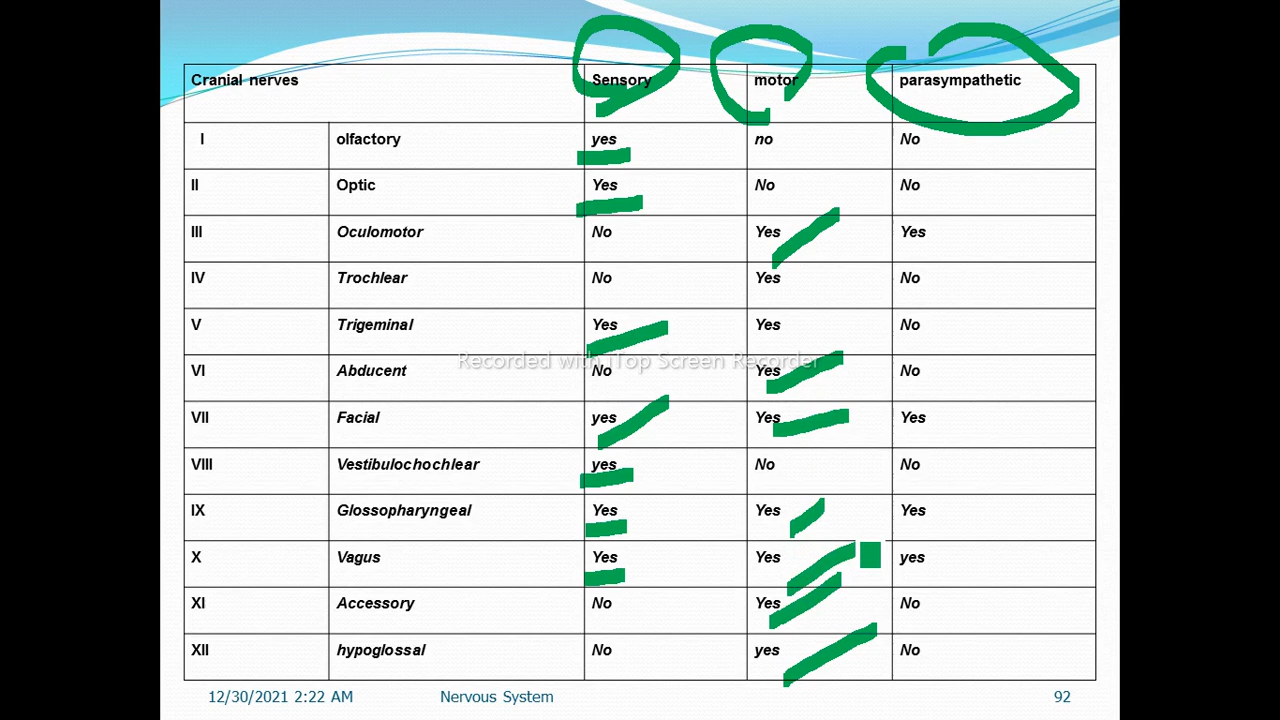 Cranial nerves Sensory motor parasympathetic
I olfactory yes no No
II Optic Yes No No
III Oculomotor No Yes Yes
IV Trochlear No Yes No
V Trigeminal Yes Yes No
Recorded with iTop Screen Recorder
VI Abducent No Yes No
VII Facial yes Yes Yes
VIII Vestibulochochlear yes No No
IX Glossopharyngeal Yes Yes Yes
X Vagus Yes Yes yes
XI Accessory No Yes No
XII hypoglossal No yes No
12/30/2021 2:22 AM Nervous System 92